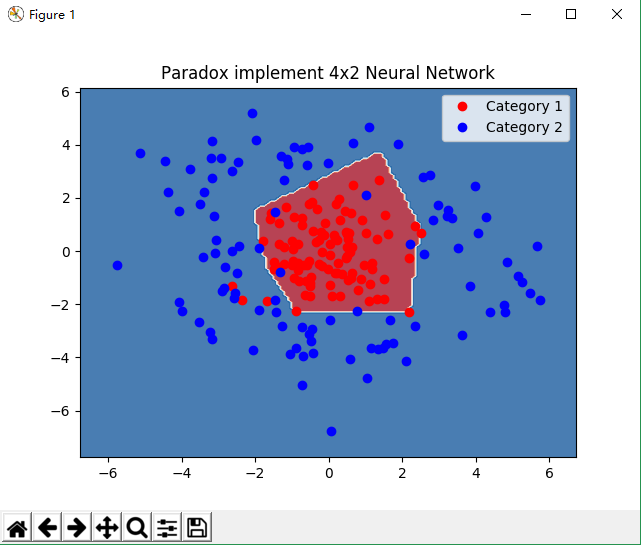 Figure 1
Paradox implement 4x2 Neural Network
Category 1
Category 2
6
4
2
0
−2
−4
−6
−6 −4 −2 0 2 4 6